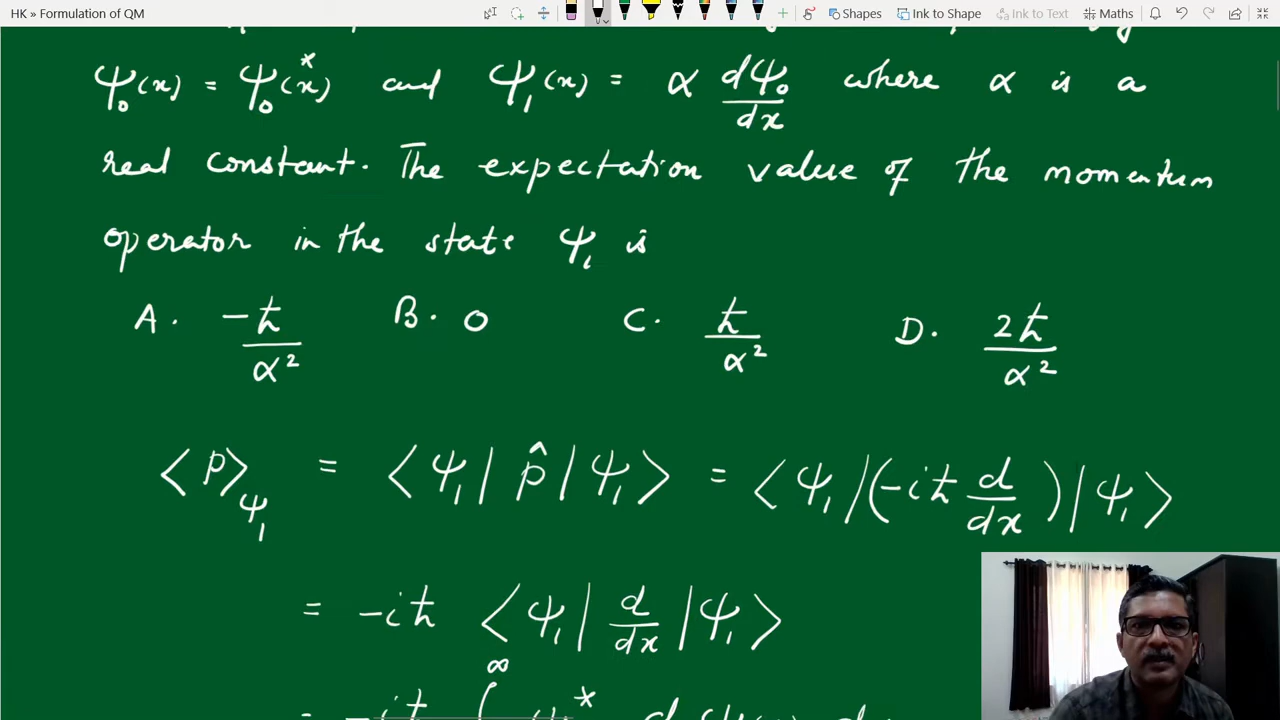 HK » Formulation of QM
Shapes Ink to Shape Ink to Text Maths
ψ₀(x) = ψ₀(x)* and ψ₁(x) = α dψ₀/dx where α is a
real constant. The expectation value of the momentum
operator in the state ψ₁ is
A. -ħ/α² B. 0 C. ħ/α² D. 2ħ/α²
⟨p⟩ψ₁ = ⟨ψ₁| p̂ |ψ₁⟩ = ⟨ψ₁|(-iħ d/dx)|ψ₁⟩
= -iħ ⟨ψ₁| d/dx |ψ₁⟩